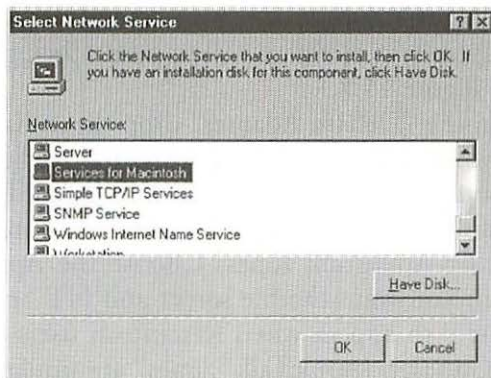 Select Network Service
Click the Network Service that you want to install, then click OK. If
you have an installation disk for this component, click Have Disk.
Network Service:
Server
Services for Macintosh
Simple TCP/IP Services
SNMP Service
Windows Internet Name Service
Workstation
Have Disk...
OK
Cancel